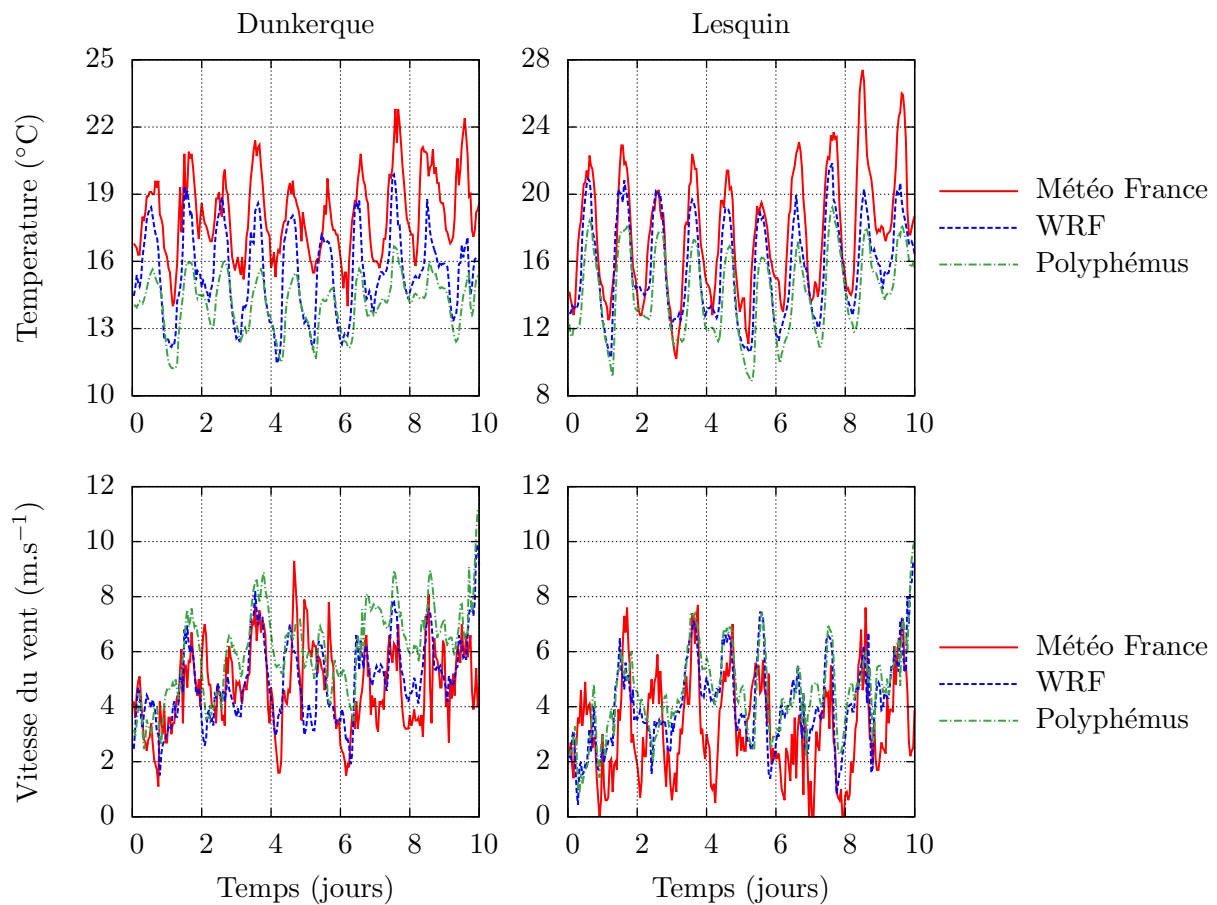 Dunkerque
Lesquin
Temperature (°C)
25
22
19
16
13
10
0 2 4 6 8 10
28
24
20
16
12
8
0 2 4 6 8 10
Météo France
WRF
Polyphémus
Vitesse du vent (m.s⁻¹)
12
10
8
6
4
2
0
0 2 4 6 8 10
Temps (jours)
12
10
8
6
4
2
0
0 2 4 6 8 10
Temps (jours)
Météo France
WRF
Polyphémus